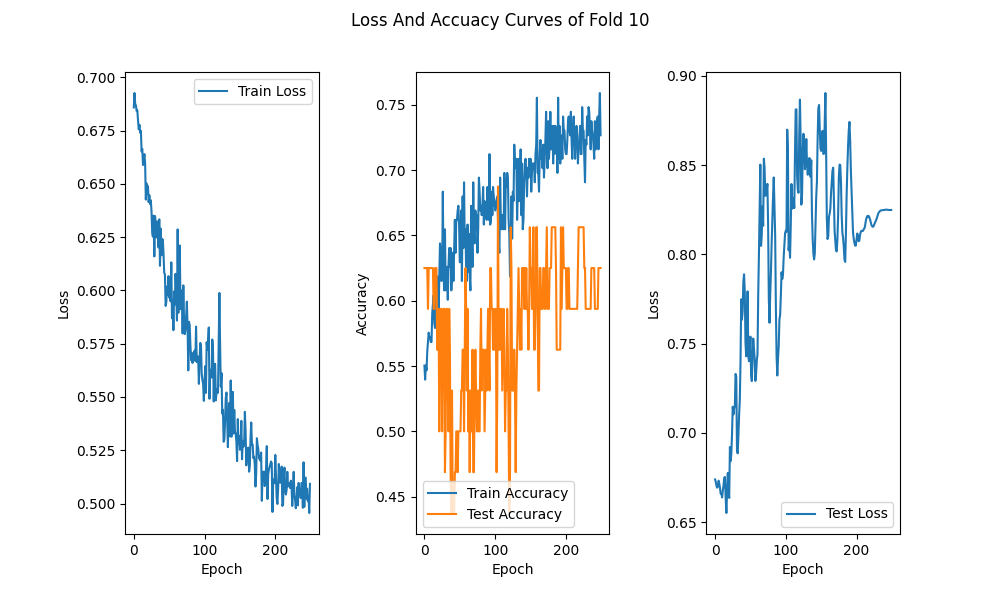 Loss And Accuacy Curves of Fold 10
0.700
0.675
0.650
0.625
0.600
0.575
0.550
0.525
0.500
Loss
0
100
200
Epoch
Train Loss
0.75
0.70
0.65
0.60
0.55
0.50
0.45
Accuracy
0
100
200
Epoch
Train Accuracy
Test Accuracy
0.90
0.85
0.80
0.75
0.70
0.65
Loss
0
100
200
Epoch
Test Loss